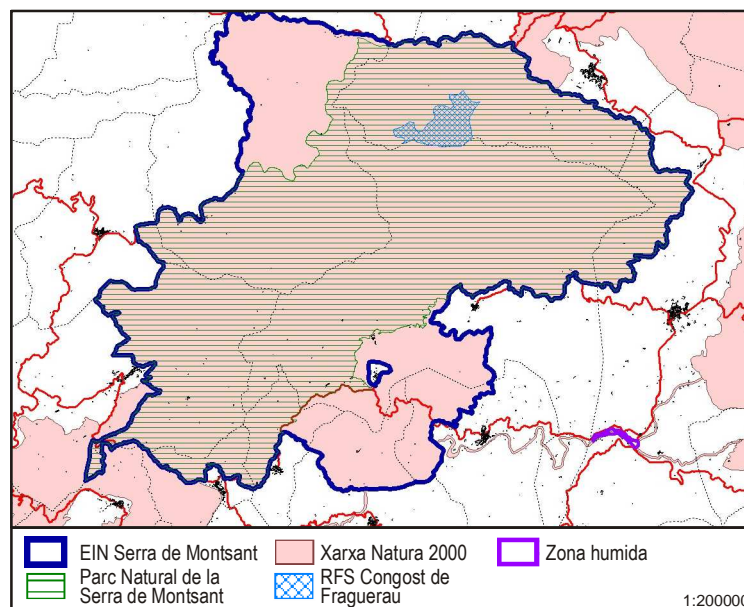 EIN Serra de Montsant
Xarxa Natura 2000
Zona humida
Parc Natural de la
Serra de Montsant
RFS Congost de
Fraguerau
1:200000